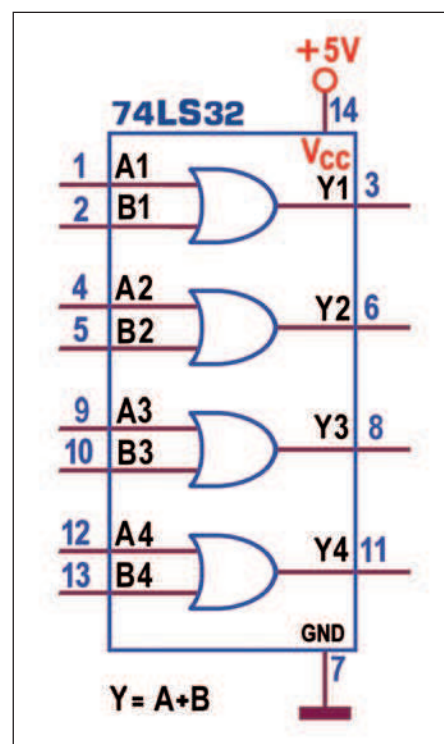 +5V
74LS32
14
VCC
1 A1
Y1 3
2 B1
4 A2
Y2 6
5 B2
9 A3
Y3 8
10 B3
12 A4
Y4 11
13 B4
GND
7
Y = A+B